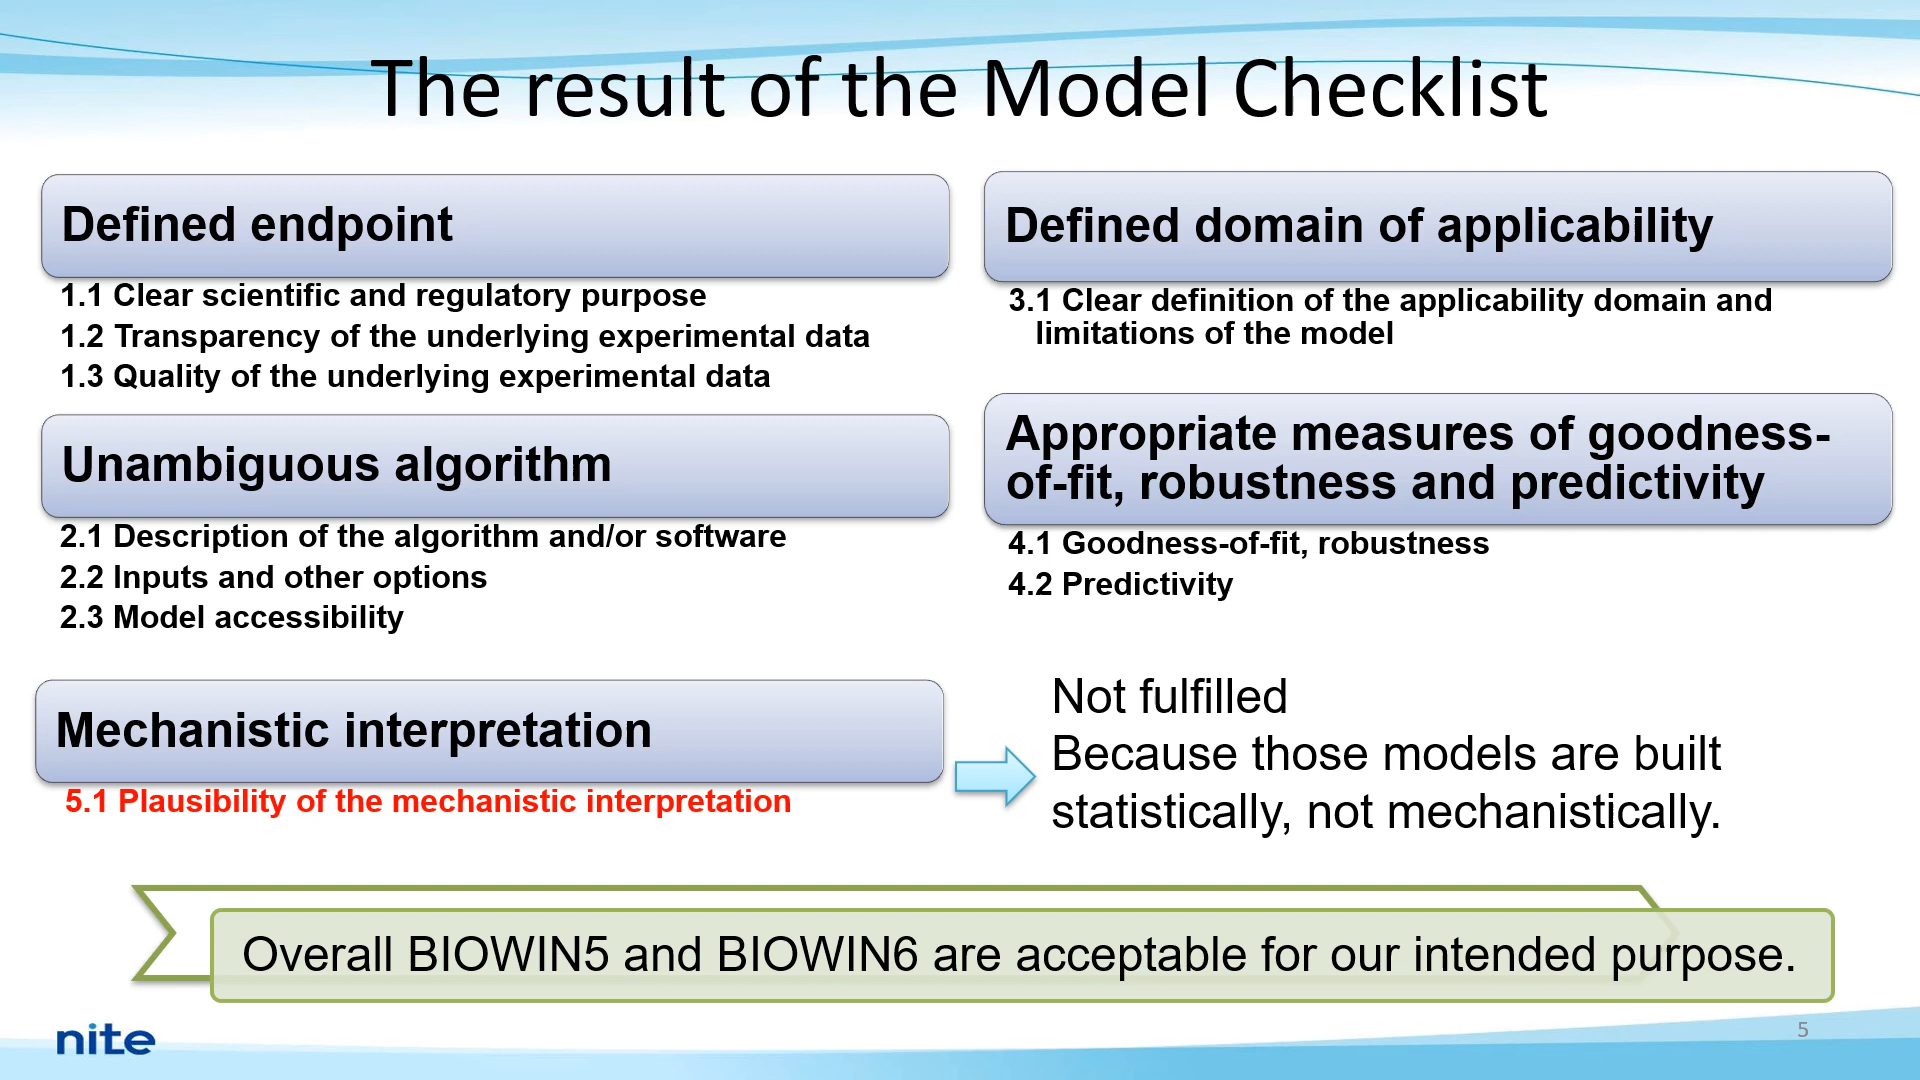 The result of the Model Checklist
Defined endpoint
1.1 Clear scientific and regulatory purpose
1.2 Transparency of the underlying experimental data
1.3 Quality of the underlying experimental data
Unambiguous algorithm
2.1 Description of the algorithm and/or software
2.2 Inputs and other options
2.3 Model accessibility
Defined domain of applicability
3.1 Clear definition of the applicability domain and
limitations of the model
Appropriate measures of goodness-
of-fit, robustness and predictivity
4.1 Goodness-of-fit, robustness
4.2 Predictivity
Mechanistic interpretation
5.1 Plausibility of the mechanistic interpretation
Not fulfilled
Because those models are built
statistically, not mechanistically.
Overall BIOWIN5 and BIOWIN6 are acceptable for our intended purpose.
nite
5